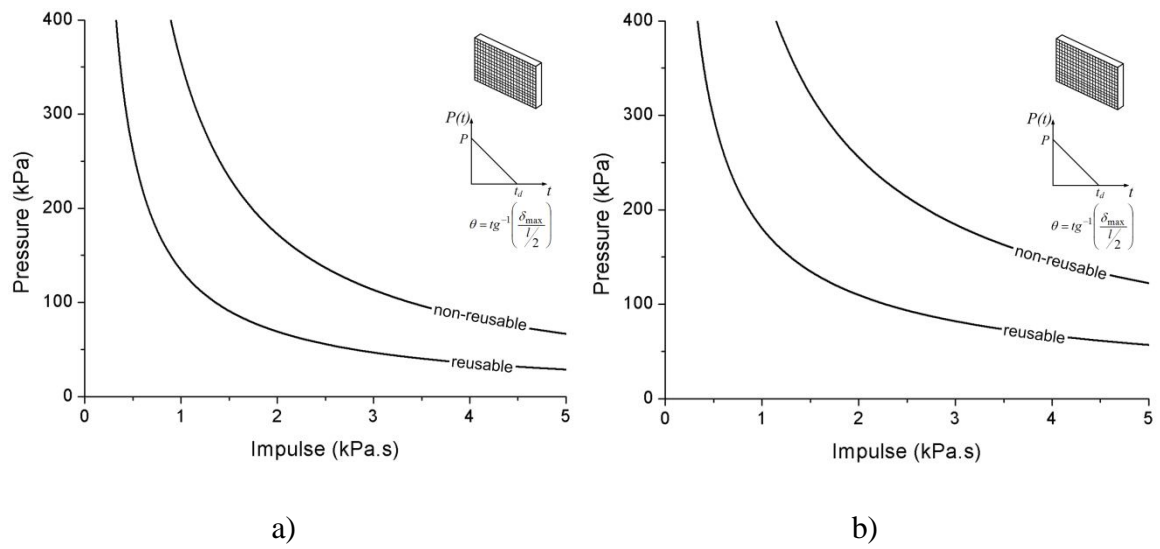 400
300
200
100
0
Pressure (kPa)
P(t)
P
t_d
t
θ = tg⁻¹(δ_max / (l/2))
non-reusable
reusable
0 1 2 3 4 5
Impulse (kPa.s)
a)
400
300
200
100
0
Pressure (kPa)
P(t)
P
t_d
t
θ = tg⁻¹(δ_max / (l/2))
non-reusable
reusable
0 1 2 3 4 5
Impulse (kPa.s)
b)